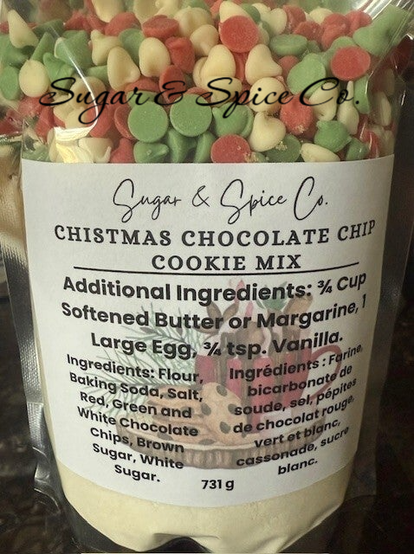 Sugar & Spice Co.
Sugar & Spice Co.
CHISTMAS CHOCOLATE CHIP
COOKIE MIX
Additional Ingredients: ¾ Cup
Softened Butter or Margarine, 1
Large Egg, ¾ tsp. Vanilla.
Ingredients: Flour,
Baking Soda, Salt,
Red, Green and
White Chocolate
Chips, Brown
Sugar, White
Sugar.
Ingrédients : Farine,
bicarbonate de
soude, sel, pépites
de chocolat rouge,
vert et blanc,
cassonade, sucre
blanc.
731 g